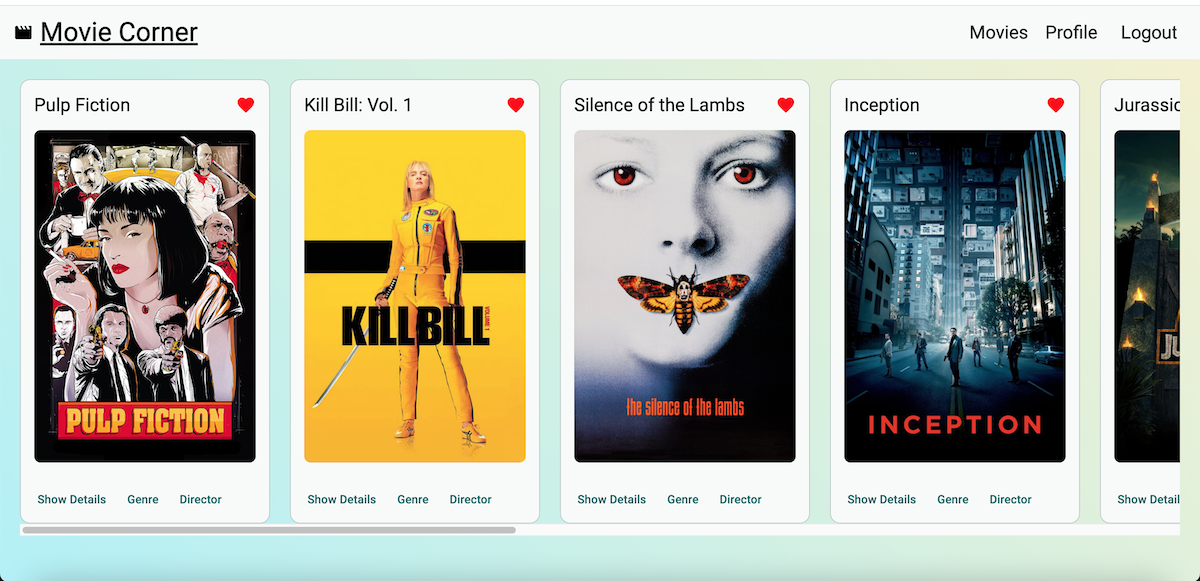 Movie Corner
Movies Profile Logout
Pulp Fiction
PULP FICTION
Show Details Genre Director
Kill Bill: Vol. 1
KILL BILL VOLUME 1
Show Details Genre Director
Silence of the Lambs
the silence of the lambs
Show Details Genre Director
Inception
INCEPTION
Show Details Genre Director
Jurassic
JU
Show Detail